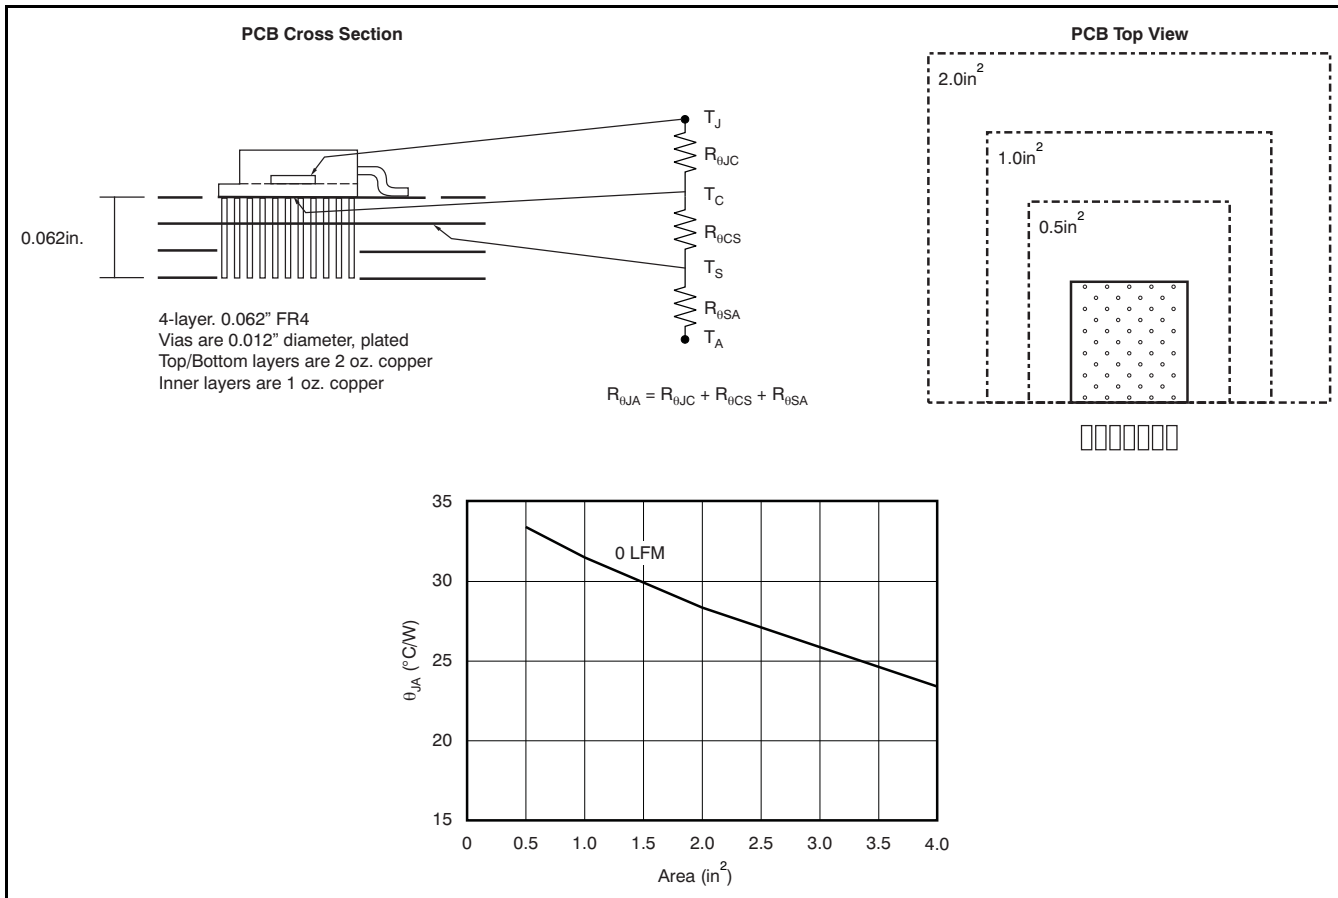 PCB Cross Section
0.062in.
4-layer. 0.062” FR4
Vias are 0.012” diameter, plated
Top/Bottom layers are 2 oz. copper
Inner layers are 1 oz. copper
T_J
R_θJC
T_C
R_θCS
T_S
R_θSA
T_A
R_θJA = R_θJC + R_θCS + R_θSA
PCB Top View
2.0in²
1.0in²
0.5in²
θ_JA (°C/W)
35
30
25
20
15
0 LFM
0 0.5 1.0 1.5 2.0 2.5 3.0 3.5 4.0
Area (in²)